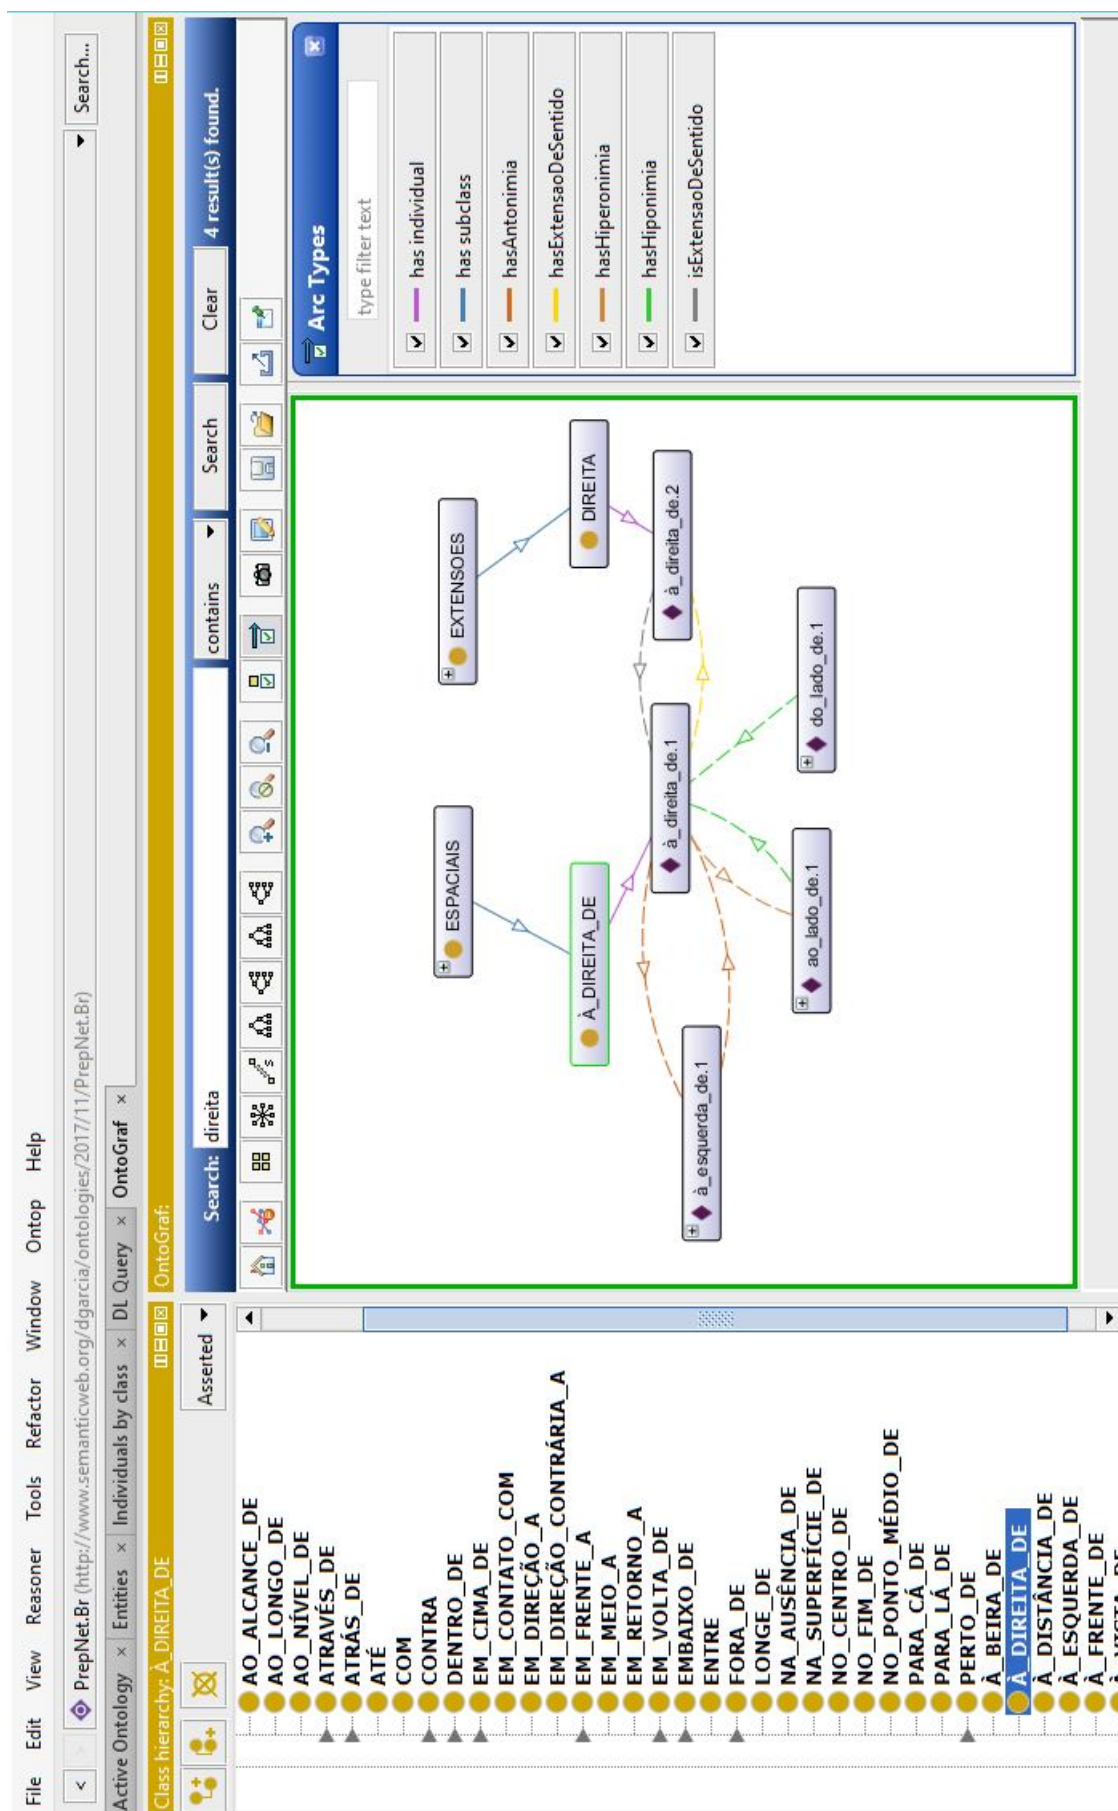 File Edit View Reasoner Tools Refactor Window Ontop Help
< > PrepNet.Br (http://www.semanticweb.org/dgarcia/ontologies/2017/11/PrepNet.Br) Search...
Active Ontology × Entities × Individuals by class × DL Query × OntoGraf ×
Class hierarchy: À_DIREITA_DE
Asserted
AO_ALCANCE_DE
AO_LONGO_DE
AO_NÍVEL_DE
ATRAVÉS_DE
ATRÁS_DE
ATÉ
COM
CONTRA
DENTRO_DE
EM_CIMA_DE
EM_CONTATO_COM
EM_DIREÇÃO_A
EM_DIREÇÃO_CONTRÁRIA_A
EM_FRENTE_A
EM_MEIO_A
EM_RETORNO_A
EM_VOLTA_DE
EMBAIXO_DE
ENTRE
FORA_DE
LONGE_DE
NA_AUSÊNCIA_DE
NA_SUPERFÍCIE_DE
NO_CENTRO_DE
NO_FIM_DE
NO_PONTO_MÉDIO_DE
PARA_CÁ_DE
PARA_LÁ_DE
PERTO_DE
À_BEIRA_DE
À_DIREITA_DE
À_DISTÂNCIA_DE
À_ESQUERDA_DE
À_FRENTE_DE
OntoGraf:
Search: direita contains Search Clear 4 result(s) found.
ESPACIAIS
EXTENSOES
À_DIREITA_DE
DIREITA
à_esquerda_de.1
à_direita_de.1
à_direita_de.2
ao_lado_de.1
do_lado_de.1
Arc Types
type filter text
has individual
has subclass
hasAntonimia
hasExtensaoDeSentido
hasHiperonimia
hasHiponimia
isExtensaoDeSentido